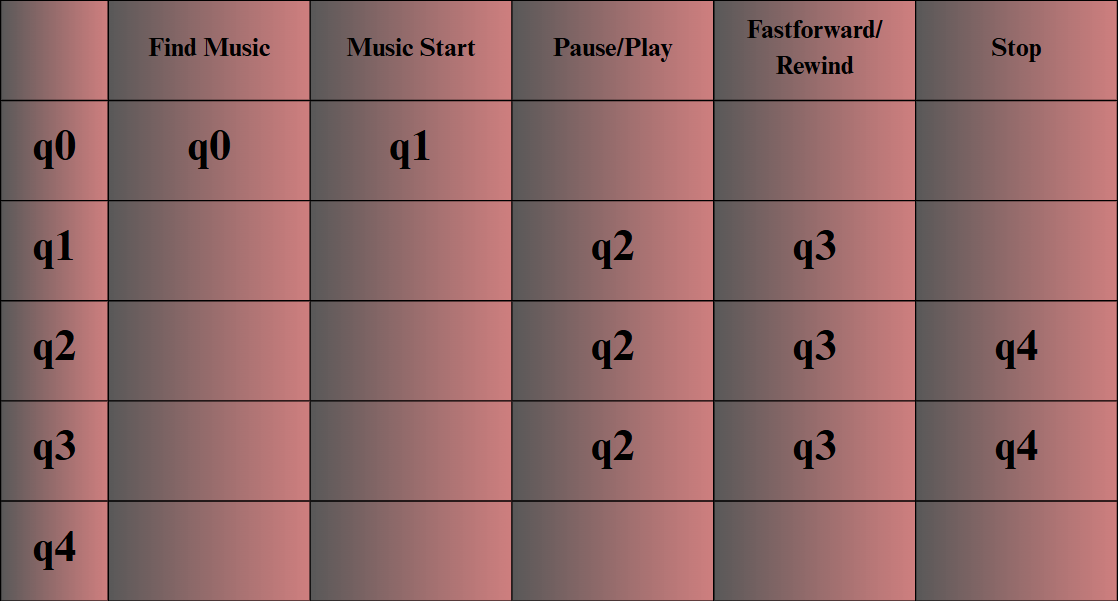 Find Music Music Start Pause/Play Fastforward/ Stop
Rewind
q0 q0 q1
q1 q2 q3
q2 q2 q3 q4
q3 q2 q3 q4
q4